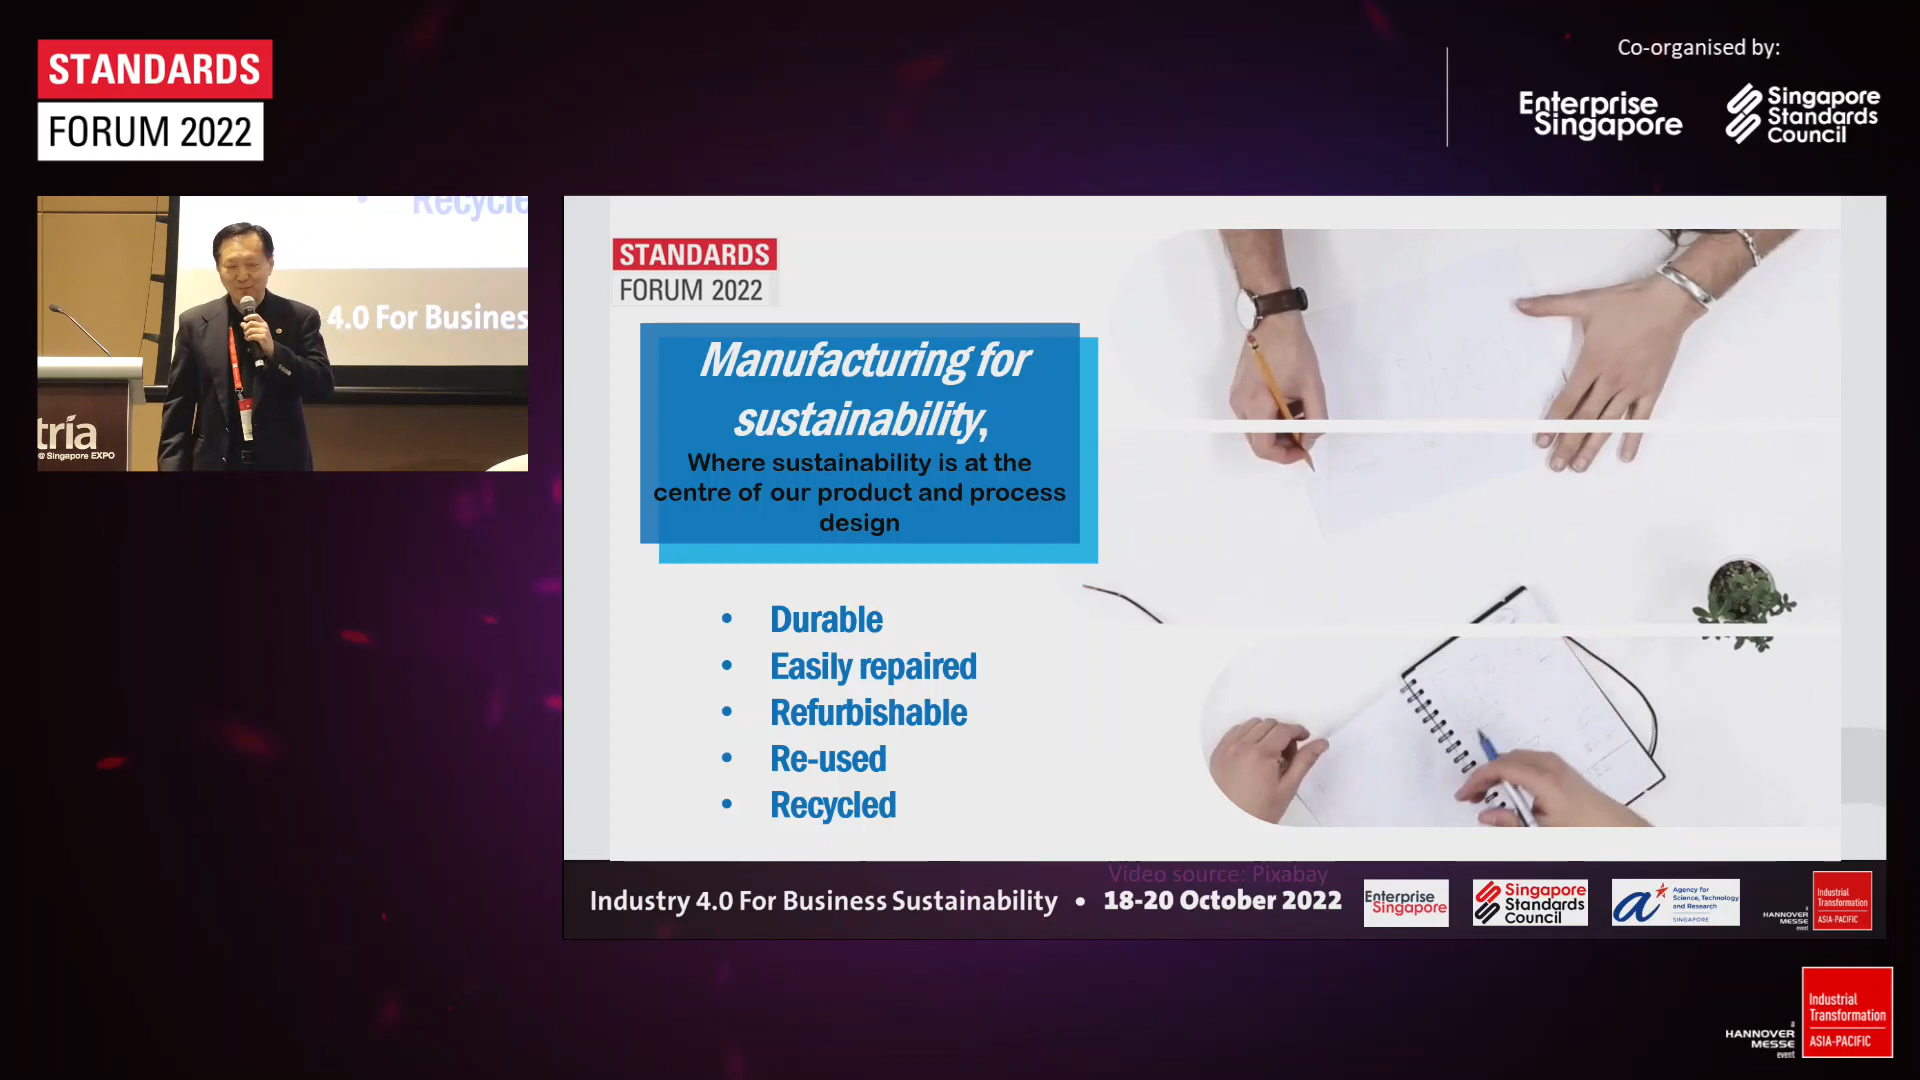 STANDARDS
FORUM 2022
Co-organised by:
Enterprise
Singapore
Singapore
Standards
Council
Recycle
4.0 For Busines
tria
@ Singapore EXPO
STANDARDS
FORUM 2022
Manufacturing for
sustainability,
Where sustainability is at the
centre of our product and process
design
• Durable
• Easily repaired
• Refurbishable
• Re-used
• Recycled
Video source: Pixabay
Industry 4.0 For Business Sustainability • 18-20 October 2022
Enterprise
Singapore
Singapore
Standards
Council
Agency for
Science, Technology
and Research
SINGAPORE
a
HANNOVER
MESSE
event
Industrial
Transformation
ASIA-PACIFIC
a
HANNOVER
MESSE
event
Industrial
Transformation
ASIA-PACIFIC